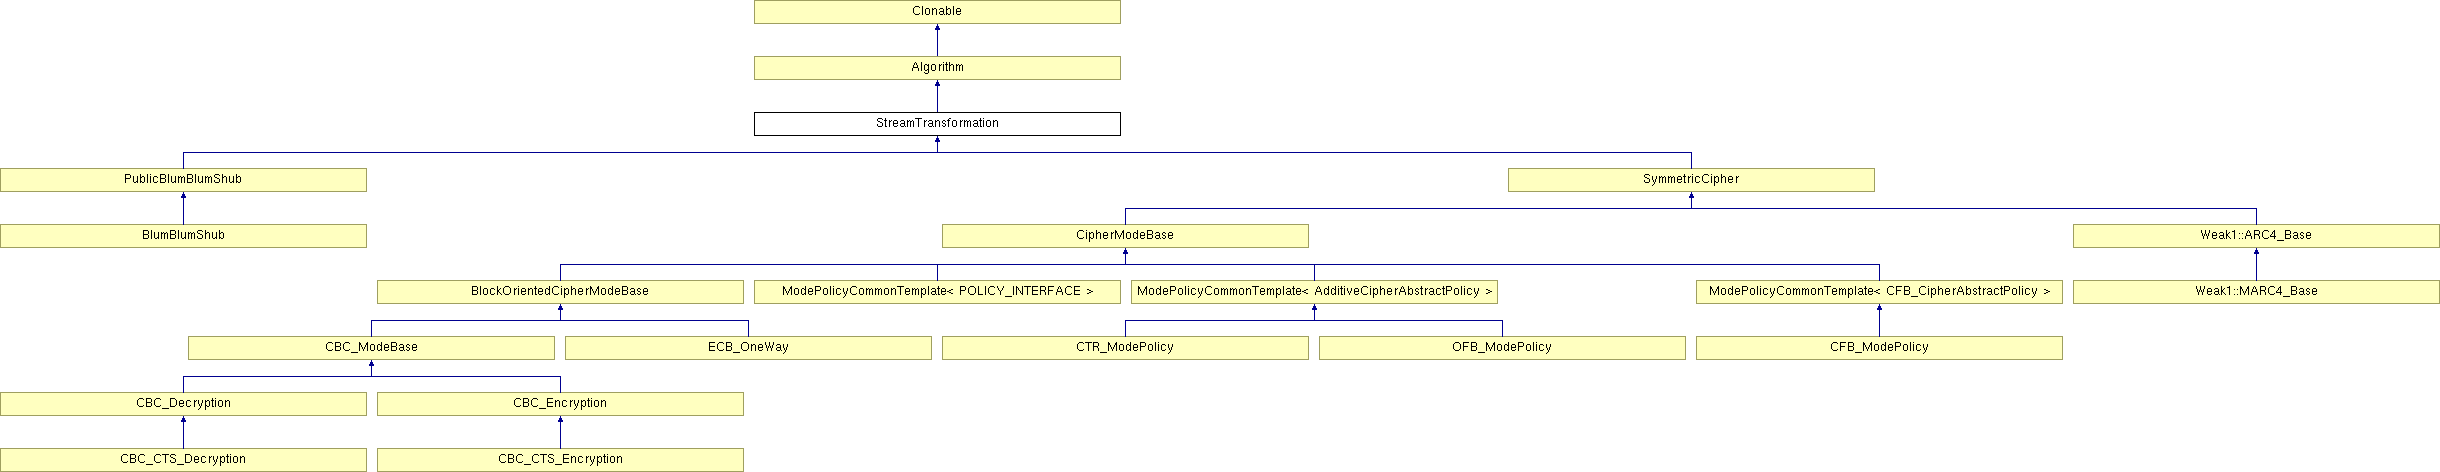 Clonable
Algorithm
StreamTransformation
PublicBlumBlumShub
SymmetricCipher
BlumBlumShub
CipherModeBase
Weak1::ARC4_Base
BlockOrientedCipherModeBase
ModePolicyCommonTemplate< POLICY_INTERFACE >
ModePolicyCommonTemplate< AdditiveCipherAbstractPolicy >
ModePolicyCommonTemplate< CFB_CipherAbstractPolicy >
Weak1::MARC4_Base
CBC_ModeBase
ECB_OneWay
CTR_ModePolicy
OFB_ModePolicy
CFB_ModePolicy
CBC_Decryption
CBC_Encryption
CBC_CTS_Decryption
CBC_CTS_Encryption